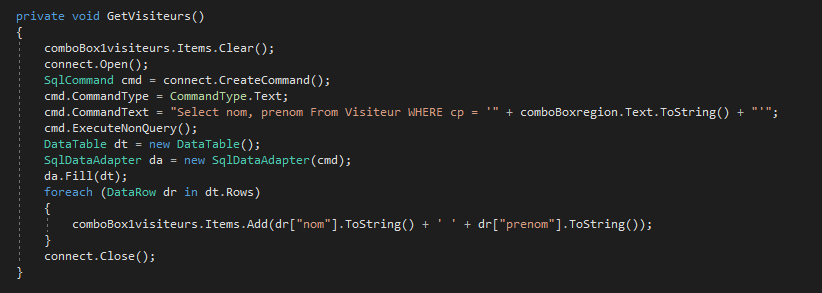 private void GetVisiteurs()
{
comboBox1visiteurs.Items.Clear();
connect.Open();
SqlCommand cmd = connect.CreateCommand();
cmd.CommandType = CommandType.Text;
cmd.CommandText = "Select nom, prenom From Visiteur WHERE cp = '" + comboBoxregion.Text.ToString() + "'";
cmd.ExecuteNonQuery();
DataTable dt = new DataTable();
SqlDataAdapter da = new SqlDataAdapter(cmd);
da.Fill(dt);
foreach (DataRow dr in dt.Rows)
{
comboBox1visiteurs.Items.Add(dr["nom"].ToString() + ' ' + dr["prenom"].ToString());
}
connect.Close();
}